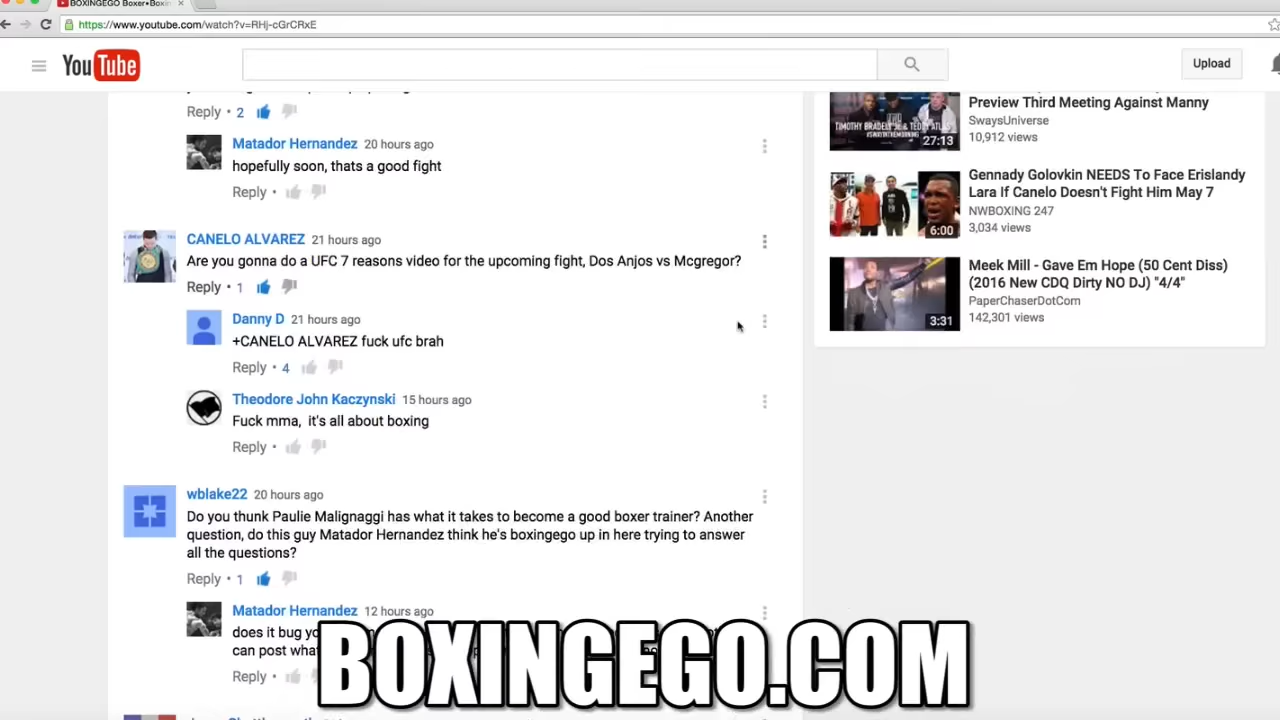 BOXINGEGO Boxer•Boxin
https://www.youtube.com/watch?v=RHj-cGrCRxE
YouTube
Upload
Reply • 2
Matador Hernandez 20 hours ago
hopefully soon, thats a good fight
Reply •
CANELO ALVAREZ 21 hours ago
Are you gonna do a UFC 7 reasons video for the upcoming fight, Dos Anjos vs Mcgregor?
Reply • 1
Danny D 21 hours ago
+CANELO ALVAREZ fuck ufc brah
Reply • 4
Theodore John Kaczynski 15 hours ago
Fuck mma, it's all about boxing
Reply •
wblake22 20 hours ago
Do you thunk Paulie Malignaggi has what it takes to become a good boxer trainer? Another
question, do this guy Matador Hernandez think he's boxingego up in here trying to answer
all the questions?
Reply • 1
Matador Hernandez 12 hours ago
does it bug yo
can post wha
Reply •
TIMOTHY BRADLEY JR & TEDDY ATLAS
#SWAYINTHEMORNING
27:13
Preview Third Meeting Against Manny
SwaysUniverse
10,912 views
6:00
Gennady Golovkin NEEDS To Face Erislandy
Lara If Canelo Doesn't Fight Him May 7
NWBOXING 247
3,034 views
3:31
Meek Mill - Gave Em Hope (50 Cent Diss)
(2016 New CDQ Dirty NO DJ) "4/4"
PaperChaserDotCom
142,301 views
BOXINGEGO.COM